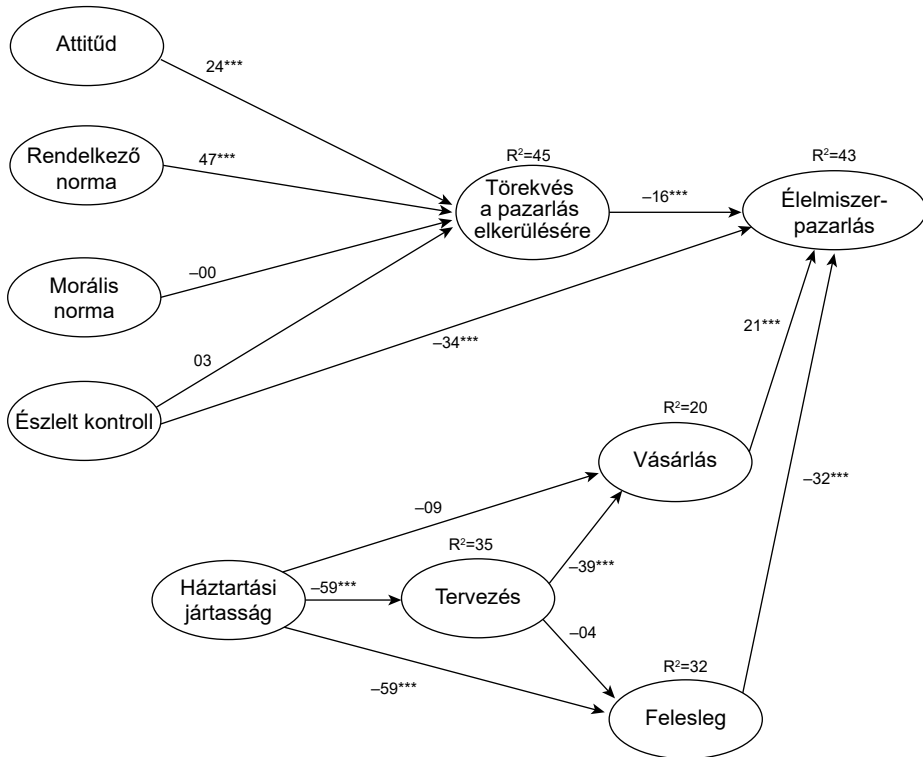 Attitűd
24***
Rendelkező
norma
47***
R²=45
Törekvés
a pazarlás
elkerülésére
–16***
R²=43
Élelmiszer-
pazarlás
Morális
norma
–00
03
–34***
21***
Észlelt kontroll
R²=20
Vásárlás
–32***
–09
R²=35
–39***
Háztartási
jártasság
–59***
Tervezés
–04
–59***
R²=32
Felesleg